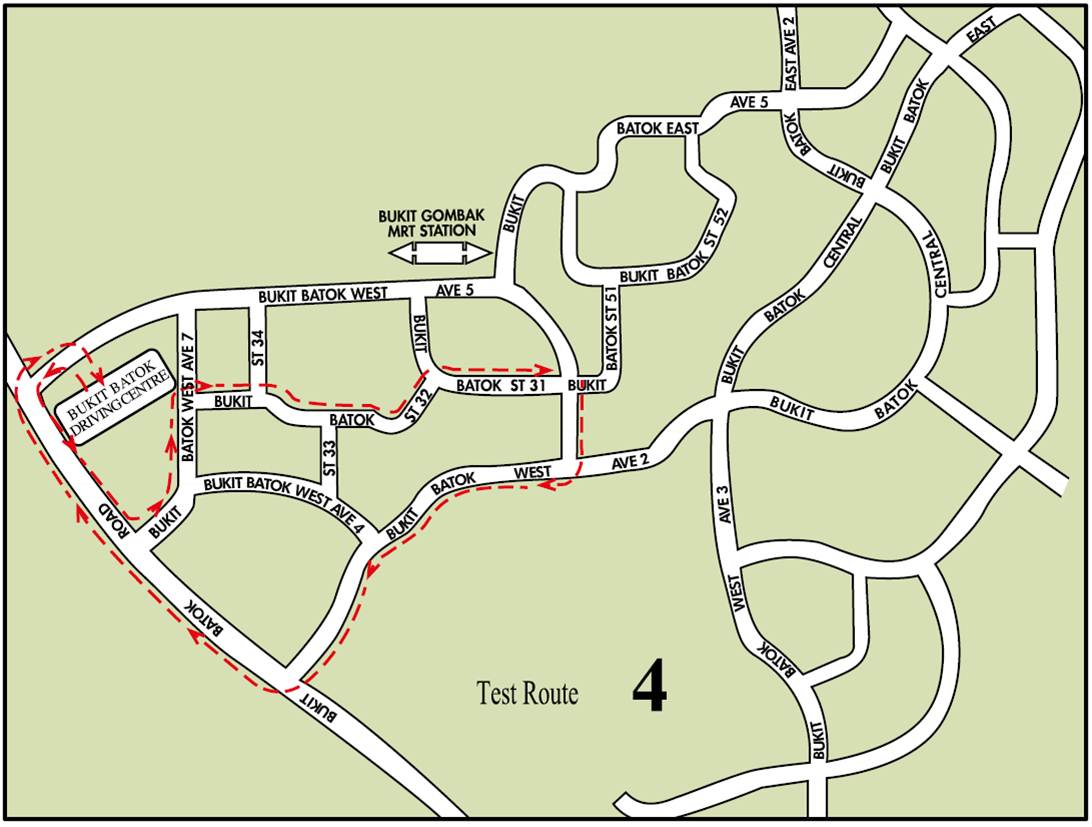 EAST
EAST AVE 2
BATOK
BUKIT
BUKIT BATOK
AVE 5
BATOK EAST
BUKIT
BUKIT GOMBAK
MRT STATION
BUKIT BATOK ST 52
CENTRAL
CENTRAL
BATOK
BUKIT
BUKIT BATOK WEST AVE 5
BATOK ST 51
BATOK WEST AVE 7
ST 34
BUKIT
BUKIT BATOK
DRIVING CENTRE
BUKIT
BATOK
ST 32
BATOK ST 31
BUKIT
BUKIT BATOK
ST 33
BUKIT BATOK WEST AVE 4
BUKIT BATOK WEST AVE 2
AVE 3
WEST
BATOK
BUKIT
ROAD
BUKIT
BATOK
BUKIT
Test Route 4